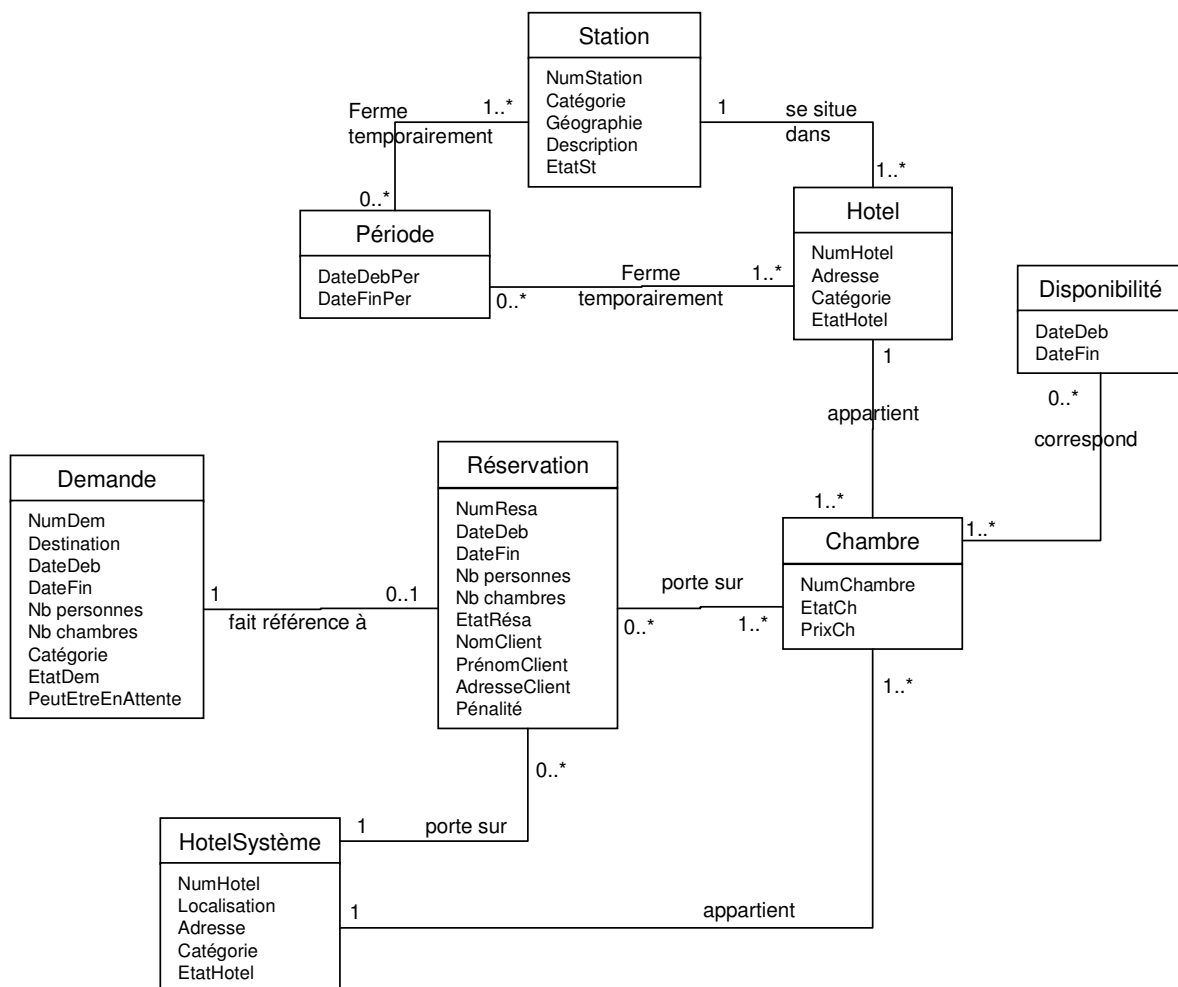 Station
NumStation
Catégorie
Géographie
Description
EtatSt
Ferme
temporairement
1..*
0..*
1
se situe
dans
1..*
Période
DateDebPer
DateFinPer
0..*
Ferme
temporairement
1..*
Hotel
NumHotel
Adresse
Catégorie
EtatHotel
1
appartient
1..*
Disponibilité
DateDeb
DateFin
0..*
correspond
1..*
Demande
NumDem
Destination
DateDeb
DateFin
Nb personnes
Nb chambres
Catégorie
EtatDem
PeutEtreEnAttente
1
fait référence à
0..1
Réservation
NumResa
DateDeb
DateFin
Nb personnes
Nb chambres
EtatRésa
NomClient
PrénomClient
AdresseClient
Pénalité
porte sur
0..*
1..*
Chambre
NumChambre
EtatCh
PrixCh
1..*
0..*
1
porte sur
HotelSystème
NumHotel
Localisation
Adresse
Catégorie
EtatHotel
1
appartient